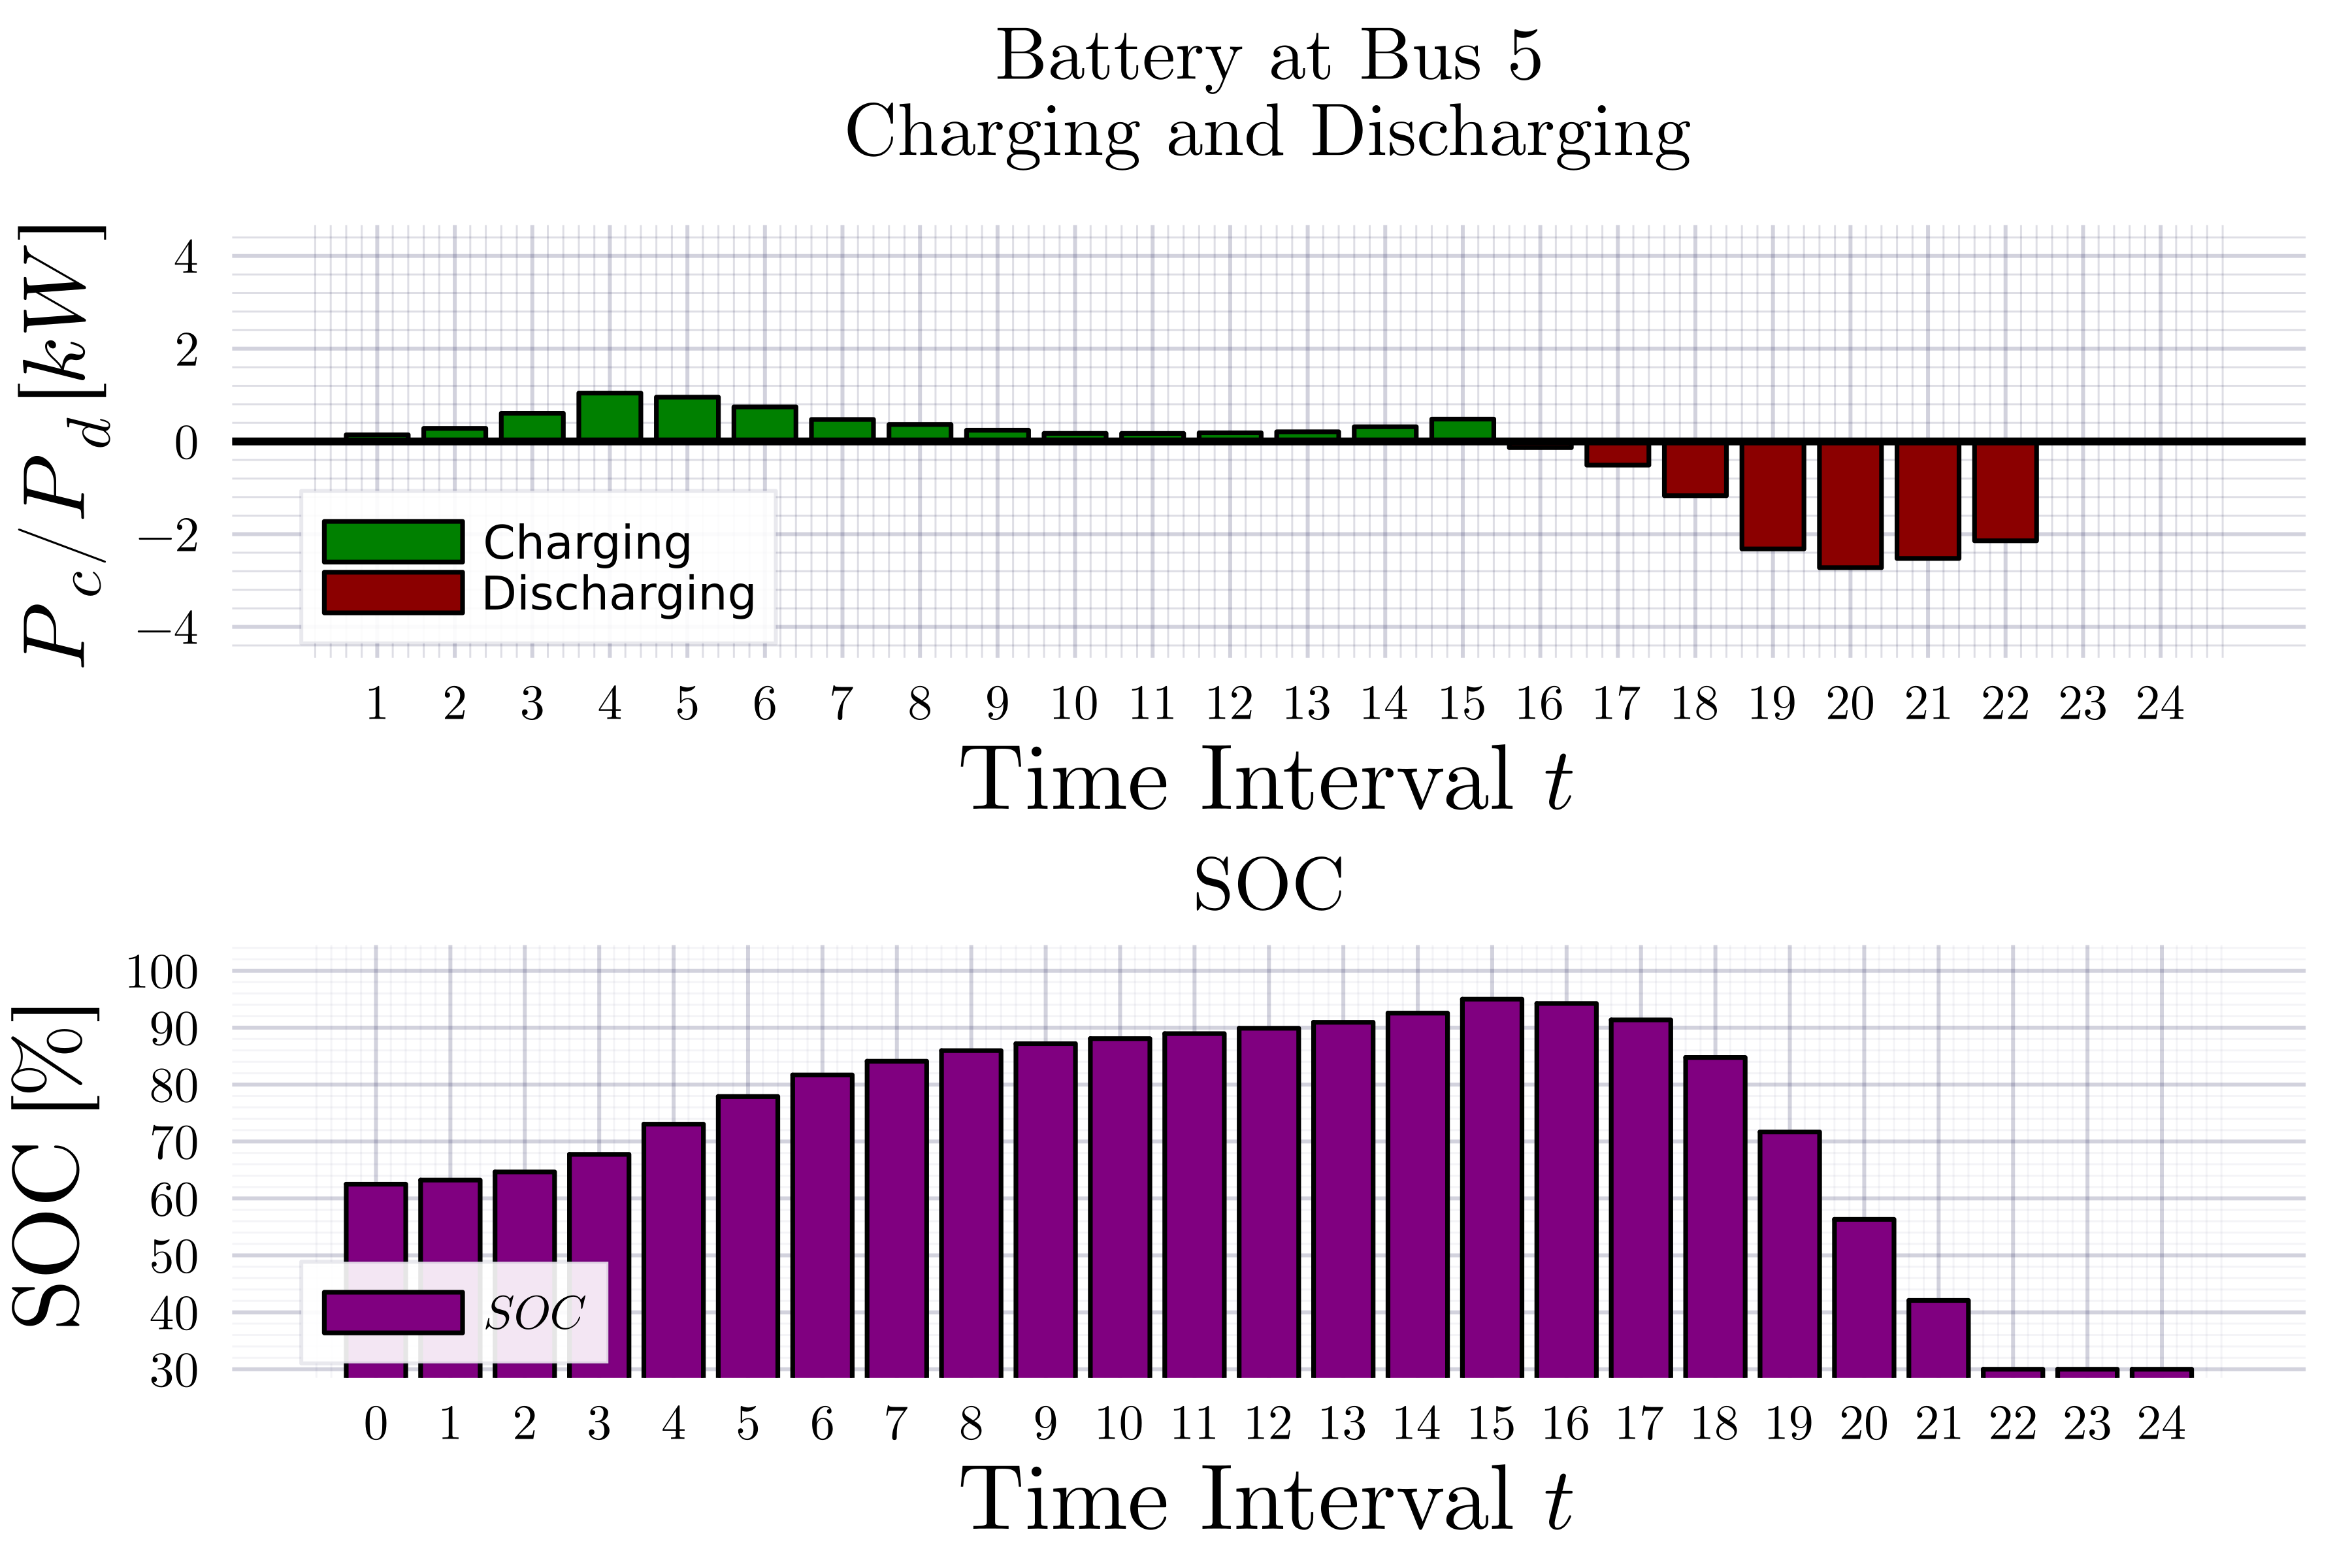 Battery at Bus 5
Charging and Discharging
P_c/P_d [kW]
4
2
0
−2
−4
Charging
Discharging
1 2 3 4 5 6 7 8 9 10 11 12 13 14 15 16 17 18 19 20 21 22 23 24
Time Interval t
SOC
SOC [%]
100
90
80
70
60
50
40
30
SOC
0 1 2 3 4 5 6 7 8 9 10 11 12 13 14 15 16 17 18 19 20 21 22 23 24
Time Interval t